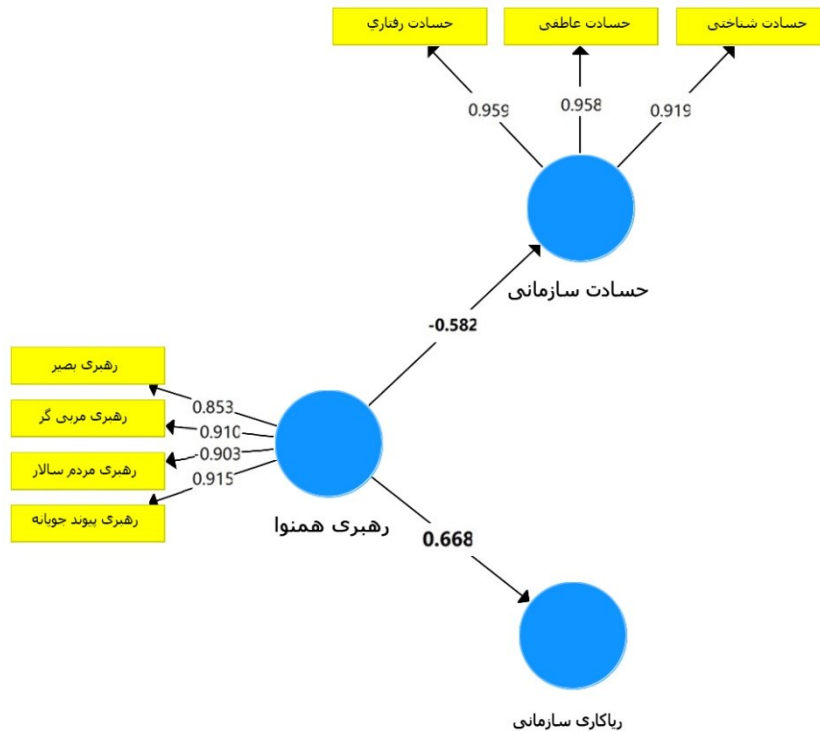 حسادت رفتاري
حسادت عاطفی
حسادت شناختی
0.959
0.958
0.919
حسادت سازمانی
-0.582
رهبری بصیر
رهبری مربی گر
رهبری مردم سالار
رهبری پیوند جویانه
0.853
0.910
-0.903
0.915
رهبری همنوا
0.668
ریاکاری سازمانی